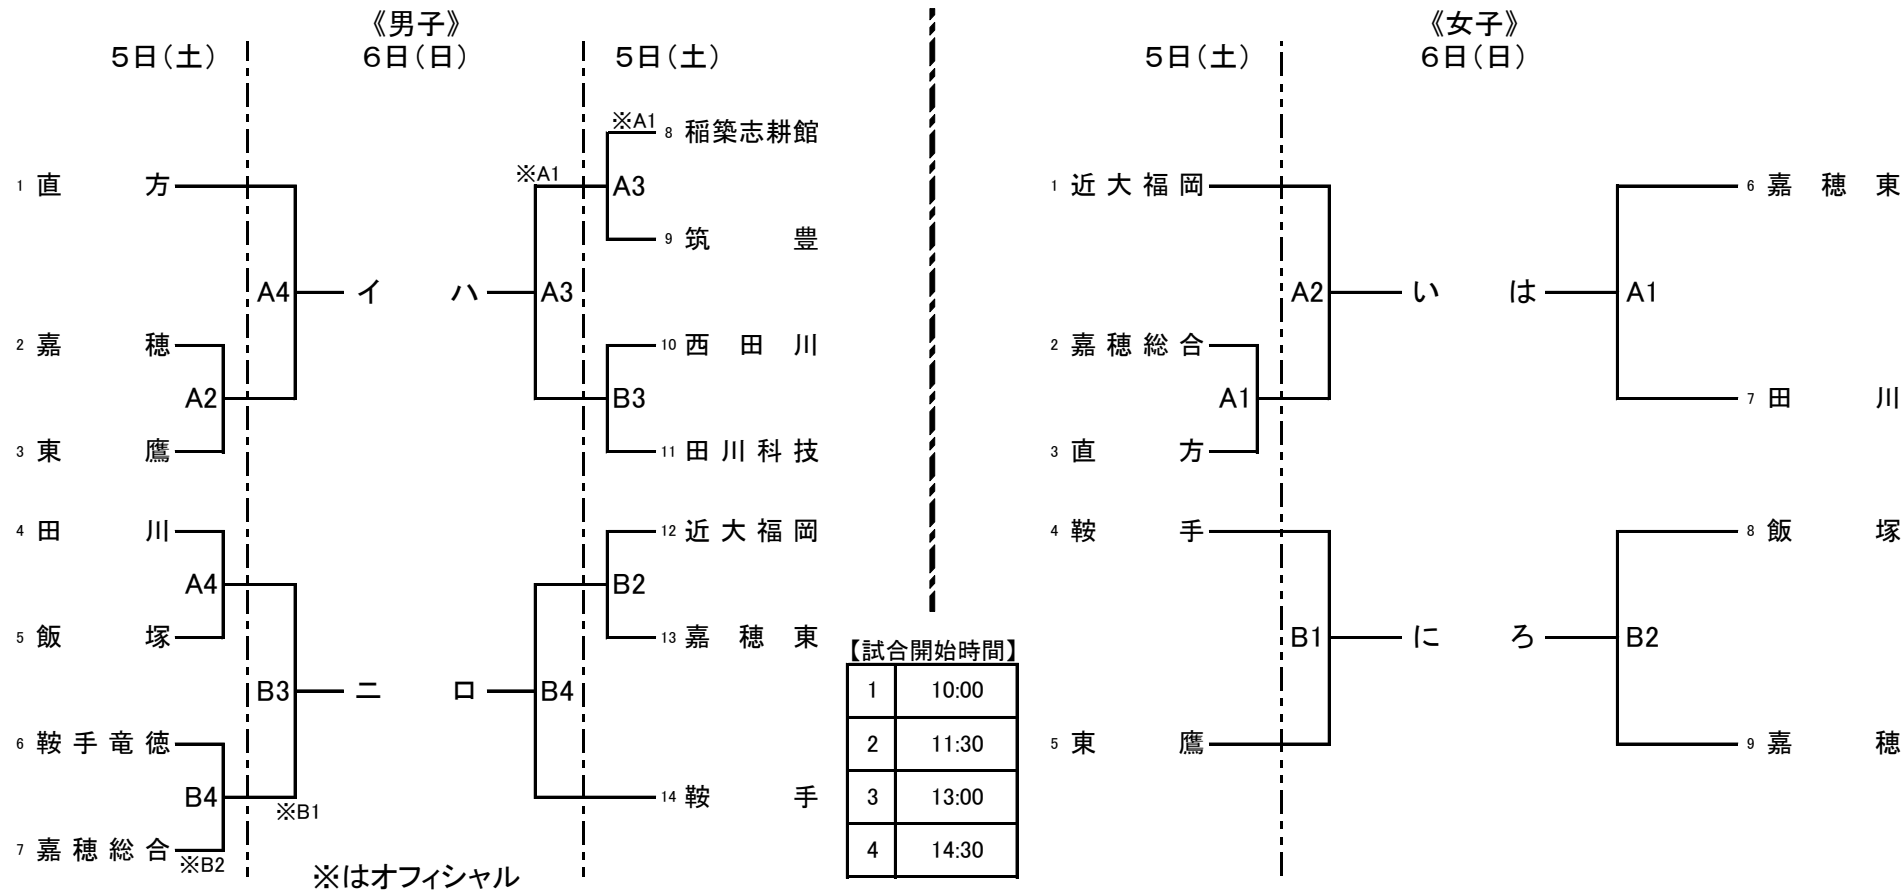 《男子》
5日(土)
6日(日)
5日(土)
1 直方
2 嘉穂
3 東鷹
4 田川
5 飯塚
6 鞍手竜徳
7 嘉穂総合
A2
A4
B4
※B2
A4
B3
※B1
イ
ニ
ハ
ロ
※A1
A3
B4
※A1
A3
B3
B2
8 稲築志耕館
9 筑豊
10 西田川
11 田川科技
12 近大福岡
13 嘉穂東
14 鞍手
※はオフィシャル
【試合開始時間】
1 10:00
2 11:30
3 13:00
4 14:30
《女子》
5日(土)
6日(日)
1 近大福岡
2 嘉穂総合
3 直方
4 鞍手
5 東鷹
A1
A2
B1
い
に
は
ろ
A1
B2
6 嘉穂東
7 田川
8 飯塚
9 嘉穂